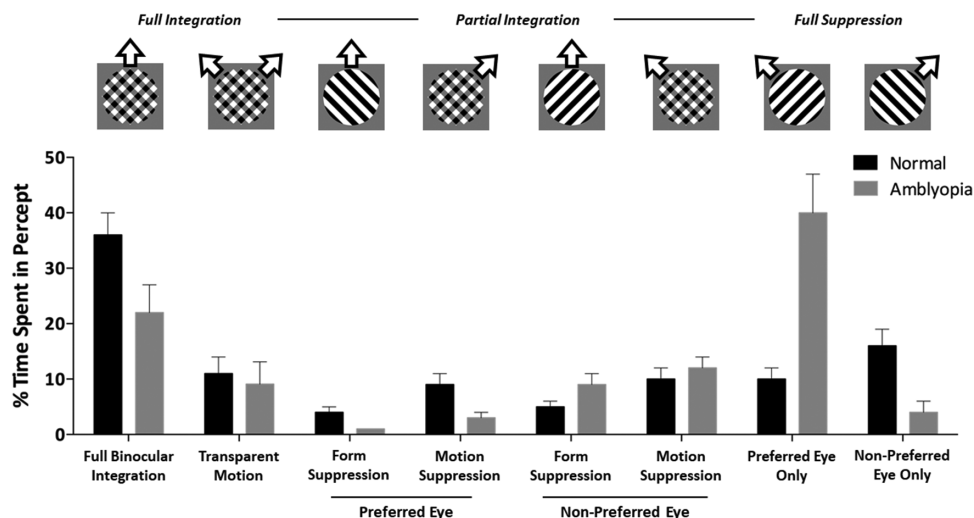 Full Integration
Partial Integration
Full Suppression
% Time Spent in Percept
50
40
30
20
10
0
Normal
Amblyopia
Full Binocular
Integration
Transparent
Motion
Form
Suppression
Motion
Suppression
Form
Suppression
Motion
Suppression
Preferred Eye
Only
Non-Preferred
Eye Only
Preferred Eye
Non-Preferred Eye